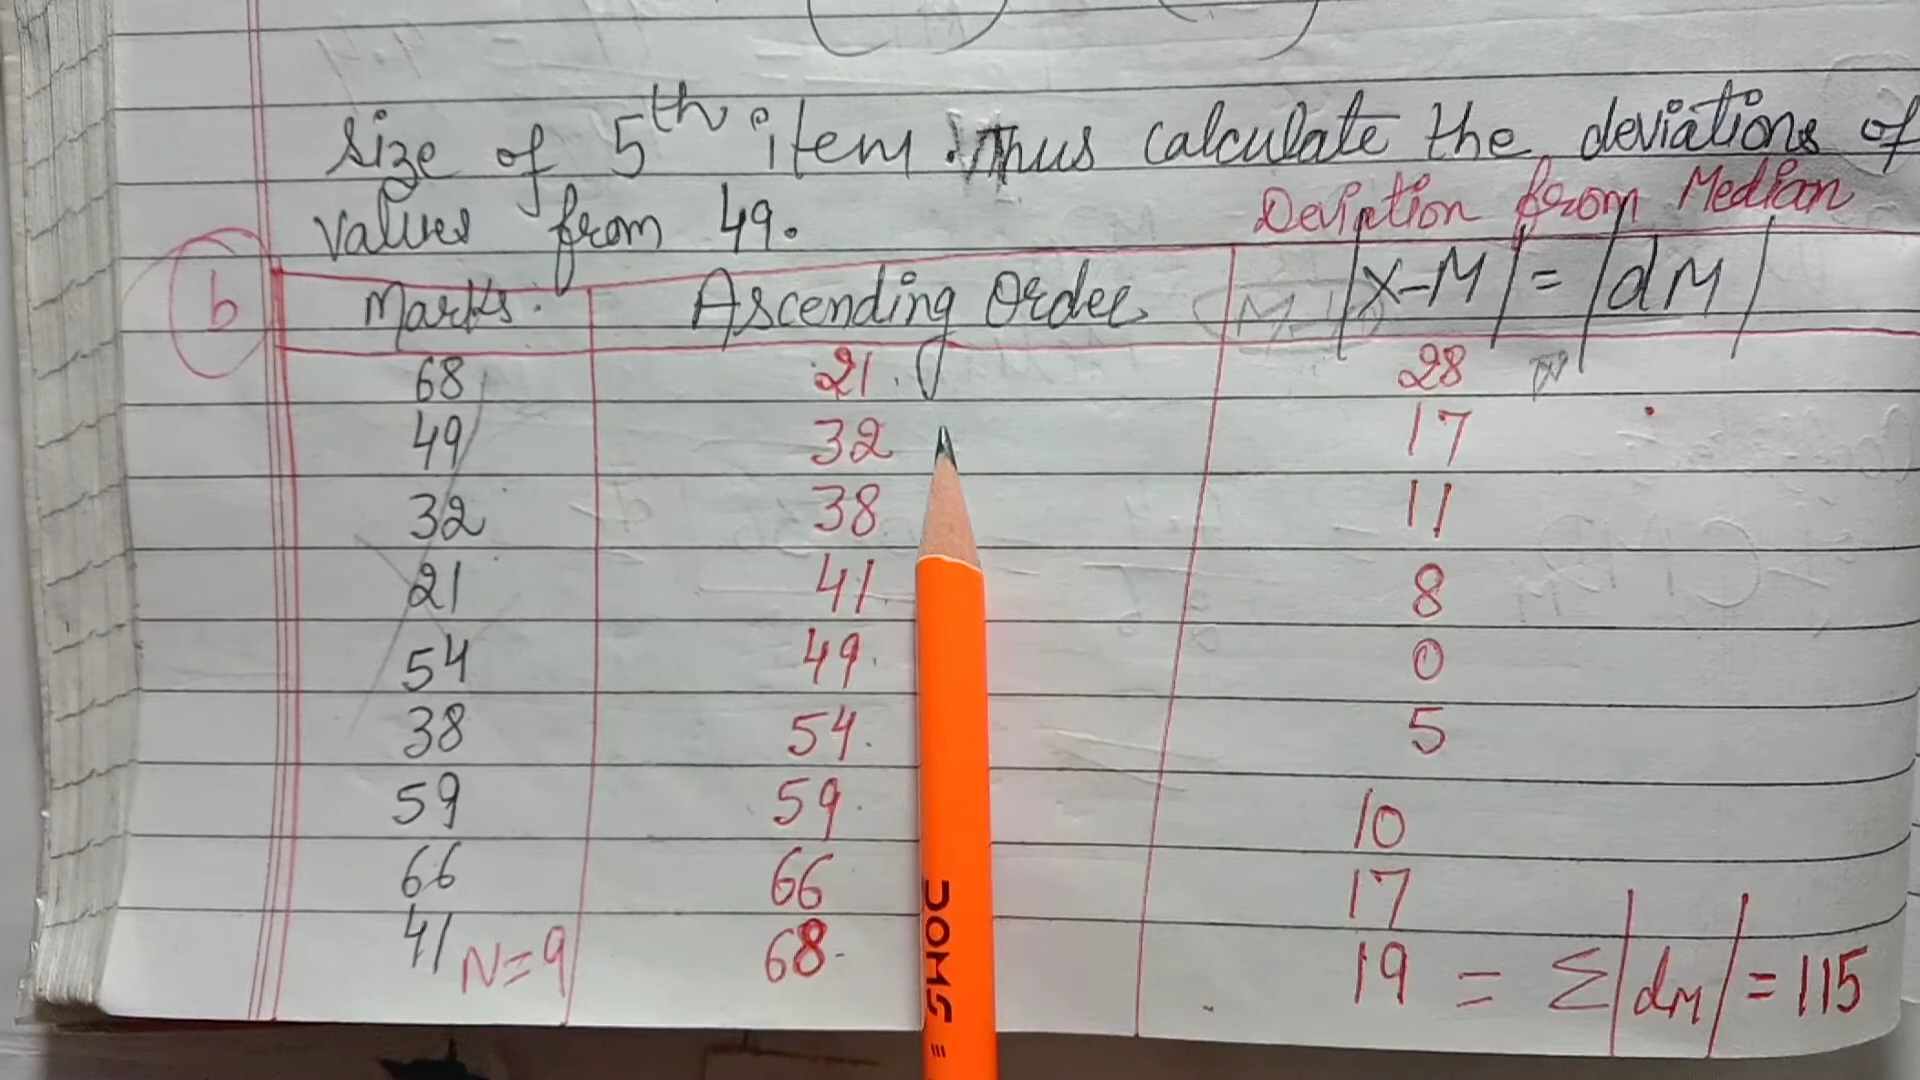 size of 5th item. Thus calculate the deviations of
values from 49.
Deviation from Median
b
Marks. Ascending Order |X-M| = |dM|
68 21. 28
49 32 17
32 38 11
21 41 8
54 49. 0
38 54. 5
59 59. 10
66 66 17
41 N=9 68- 19 = Σ|dM| = 115
DOMS